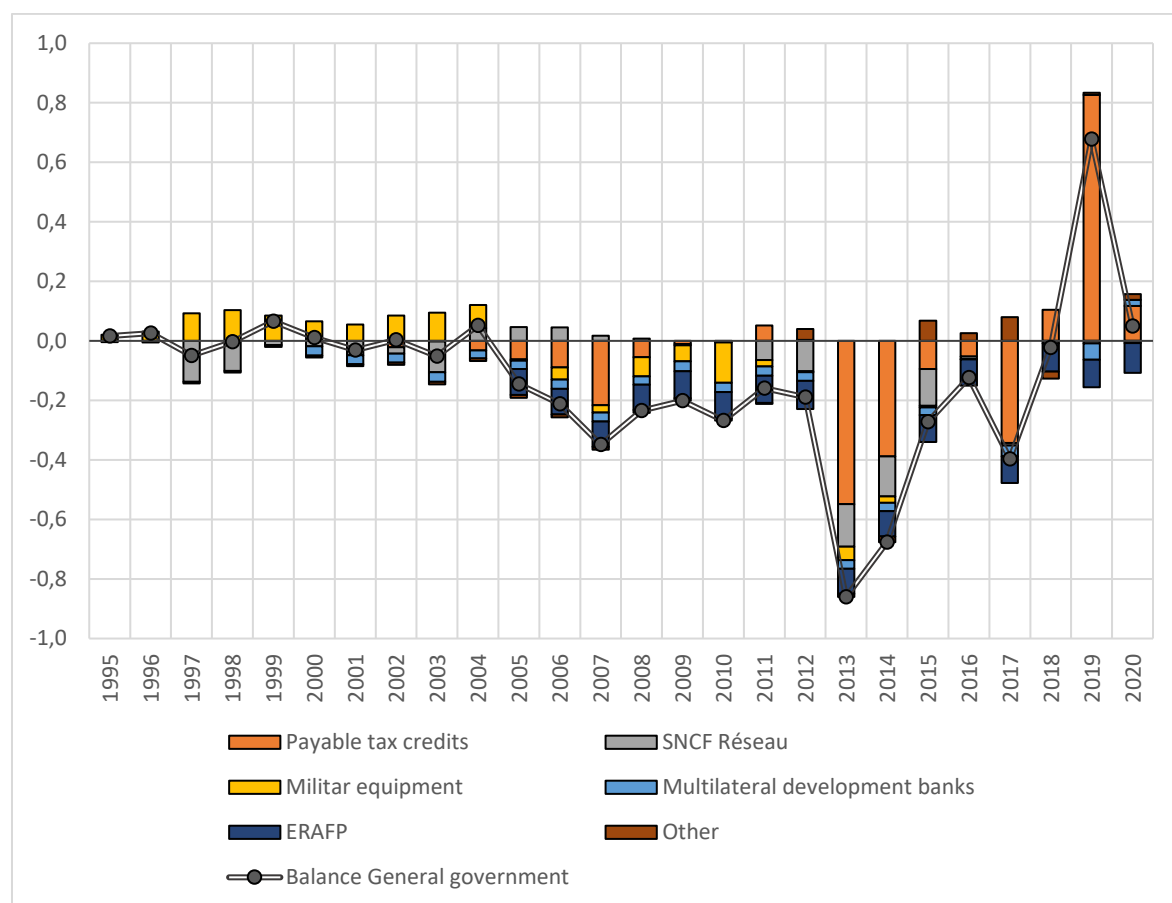 1,0
0,8
0,6
0,4
0,2
0,0
-0,2
-0,4
-0,6
-0,8
-1,0
1995 1996 1997 1998 1999 2000 2001 2002 2003 2004 2005 2006 2007 2008 2009 2010 2011 2012 2013 2014 2015 2016 2017 2018 2019 2020
Payable tax credits SNCF Réseau
Militar equipment Multilateral development banks
ERAFP Other
Balance General government